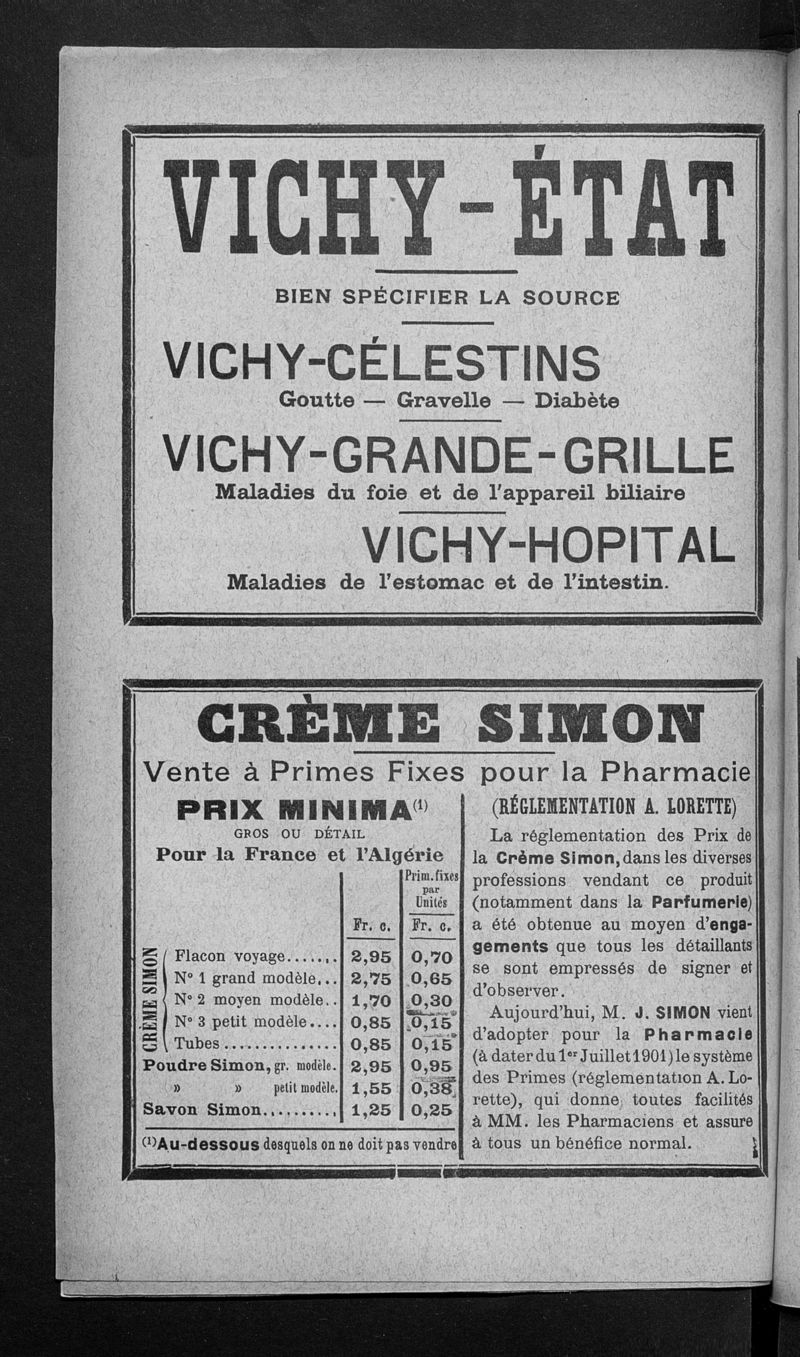 VICHY-ÉTAT
BIEN SPÉCIFIER LA SOURCE
VICHY-CÉLESTINS
Goutte — Gravelle — Diabète
VICHY-GRANDE-GRILLE
Maladies du foie et de l'appareil biliaire
VICHY-HOPITAL
Maladies de l'estomac et de l'intestin.
CRÈME SIMON
Vente à Primes Fixes pour la Pharmacie
PRIX MINIMA(1)
GROS OU DÉTAIL
Pour la France et l'Algérie
Prim. fixes
par
Unités
Fr. c. Fr. c.
CRÈME SIMON
Flacon voyage....... 2,95 0,70
N° 1 grand modèle... 2,75 0,65
N° 2 moyen modèle.. 1,70 0,30
N° 3 petit modèle.... 0,85 0,15
Tubes............... 0,85 0,15
Poudre Simon, gr. modèle. 2,95 0,95
» » petit modèle. 1,55 0,38
Savon Simon.......... 1,25 0,25
(1) Au-dessous desquels on ne doit pas vendre
(RÉGLEMENTATION A. LORETTE)
La réglementation des Prix de
la Crème Simon, dans les diverses
professions vendant ce produit
(notamment dans la Parfumerie)
a été obtenue au moyen d'enga-
gements que tous les détaillants
se sont empressés de signer et
d'observer.
Aujourd'hui, M. J. SIMON vient
d'adopter pour la Pharmacie
(à dater du 1er Juillet 1901) le système
des Primes (réglementation A. Lo-
rette), qui donne toutes facilités
à MM. les Pharmaciens et assure
à tous un bénéfice normal.